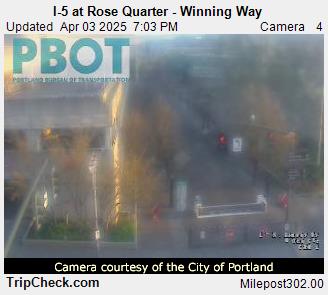 I-5 at Rose Quarter - Winning Way
Updated Apr 03 2025 7:03 PM Camera 4
PBOT
PORTLAND BUREAU OF TRANSPORTATION
Camera courtesy of the City of Portland
TripCheck.com Milepost302.00